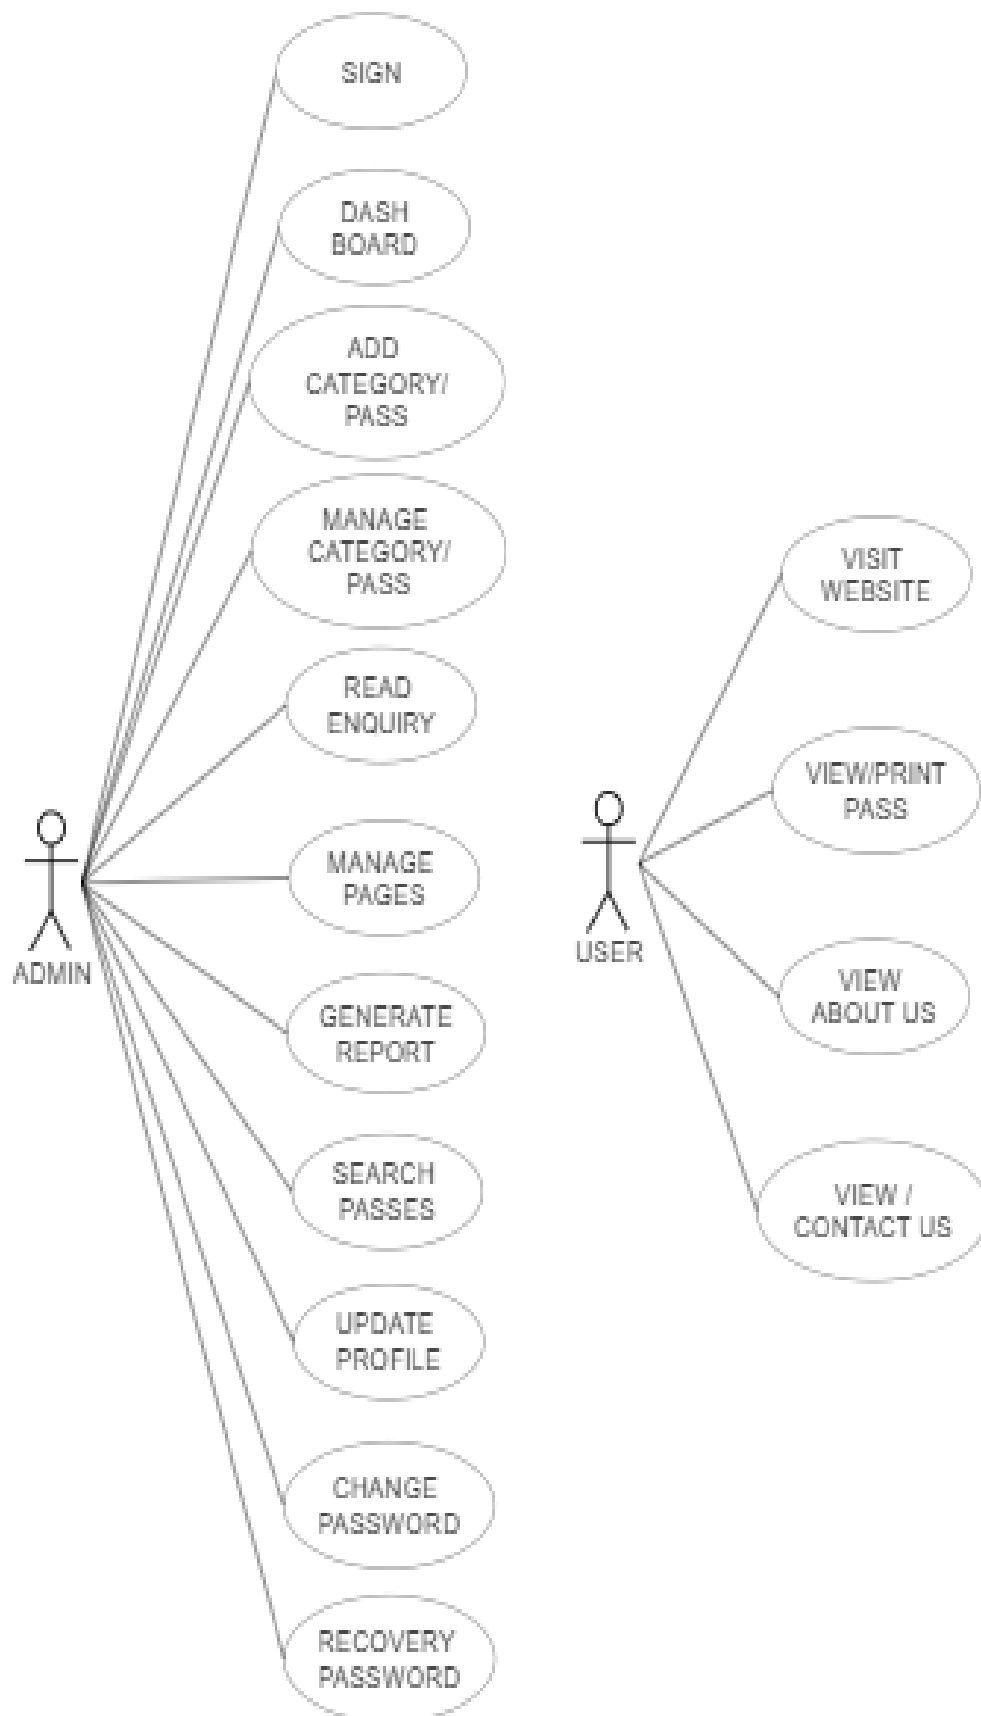 SIGN
DASH
BOARD
ADD
CATEGORY/
PASS
MANAGE
CATEGORY/
PASS
READ
ENQUIRY
MANAGE
PAGES
GENERATE
REPORT
SEARCH
PASSES
UPDATE
PROFILE
CHANGE
PASSWORD
RECOVERY
PASSWORD
ADMIN
VISIT
WEBSITE
VIEW/PRINT
PASS
VIEW
ABOUT US
VIEW /
CONTACT US
USER